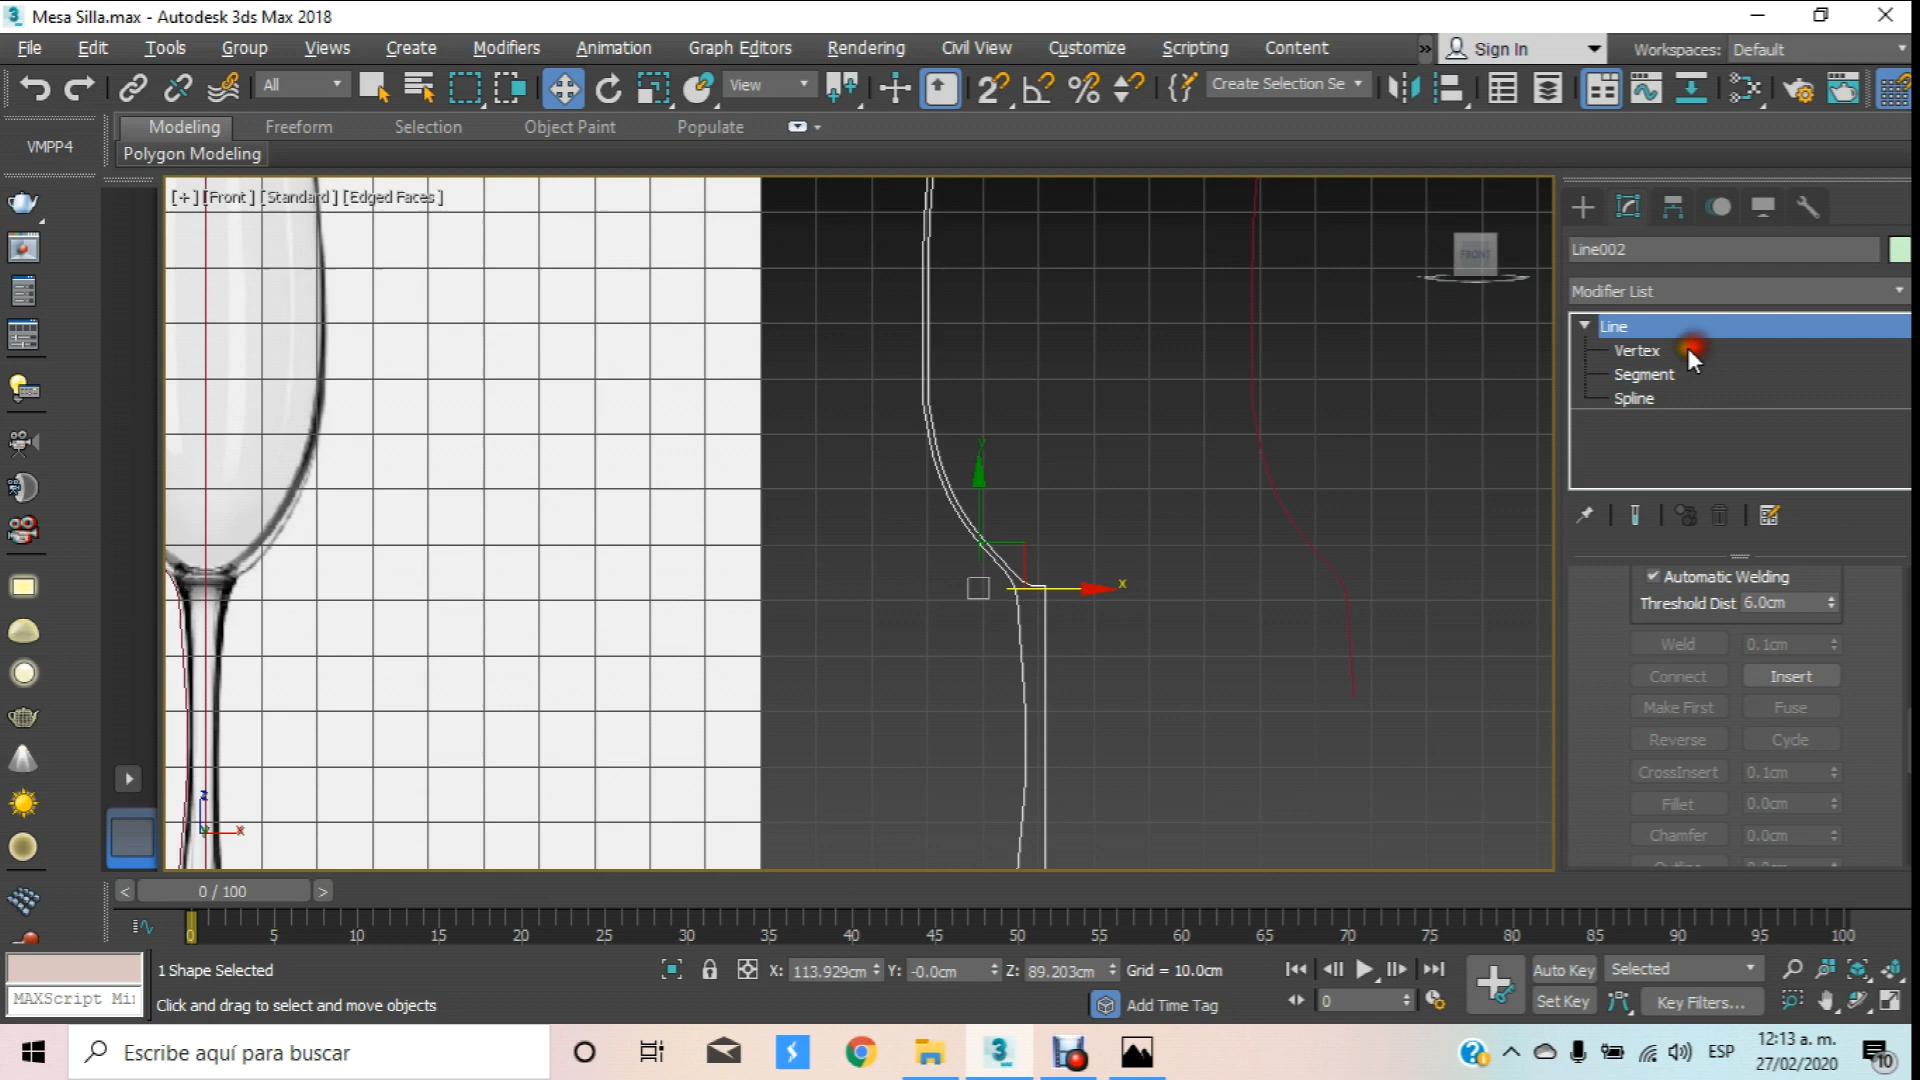 Mesa Silla.max - Autodesk 3ds Max 2018
File Edit Tools Group Views Create Modifiers Animation Graph Editors Rendering Civil View Customize Scripting Content » Sign In Workspaces: Default
All View Create Selection Se
VMPP4 Modeling Freeform Selection Object Paint Populate
Polygon Modeling
[+] [Front] [Standard] [Edged Faces]
FRONT
Line002
Modifier List
Line
Vertex
Segment
Spline
Automatic Welding
Threshold Dist 6.0cm
Weld 0.1cm
Connect Insert
Make First Fuse
Reverse Cycle
CrossInsert 0.1cm
Fillet 0.0cm
Chamfer 0.0cm
y
x
z
x
< 0 / 100 >
0 5 10 15 20 25 30 35 40 45 50 55 60 65 70 75 80 85 90 95 100
1 Shape Selected X: 113.929cm Y: -0.0cm Z: 89.203cm Grid = 10.0cm Auto Key Selected
MAXScript Mi Click and drag to select and move objects Add Time Tag 0 Set Key Key Filters...
Escribe aquí para buscar ESP 12:13 a. m.
27/02/2020 10